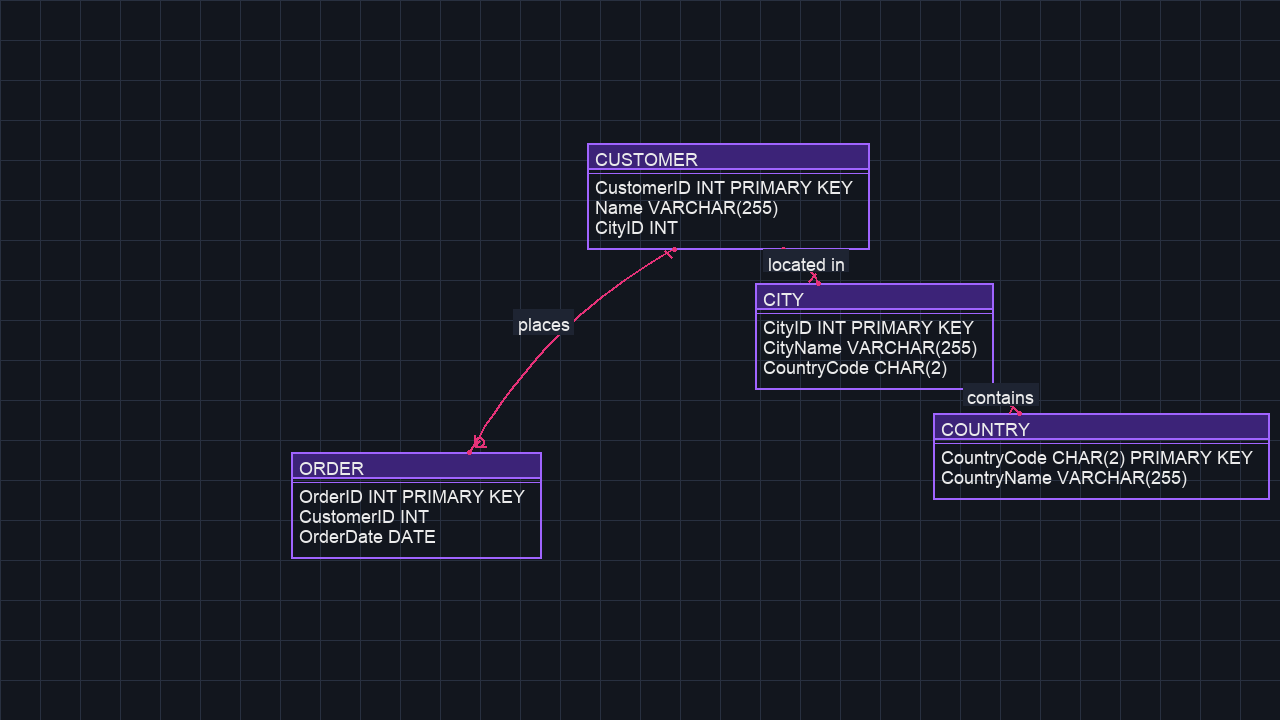 CUSTOMER
CustomerID INT PRIMARY KEY
Name VARCHAR(255)
CityID INT
located in
places
CITY
CityID INT PRIMARY KEY
CityName VARCHAR(255)
CountryCode CHAR(2)
contains
COUNTRY
CountryCode CHAR(2) PRIMARY KEY
CountryName VARCHAR(255)
ORDER
OrderID INT PRIMARY KEY
CustomerID INT
OrderDate DATE